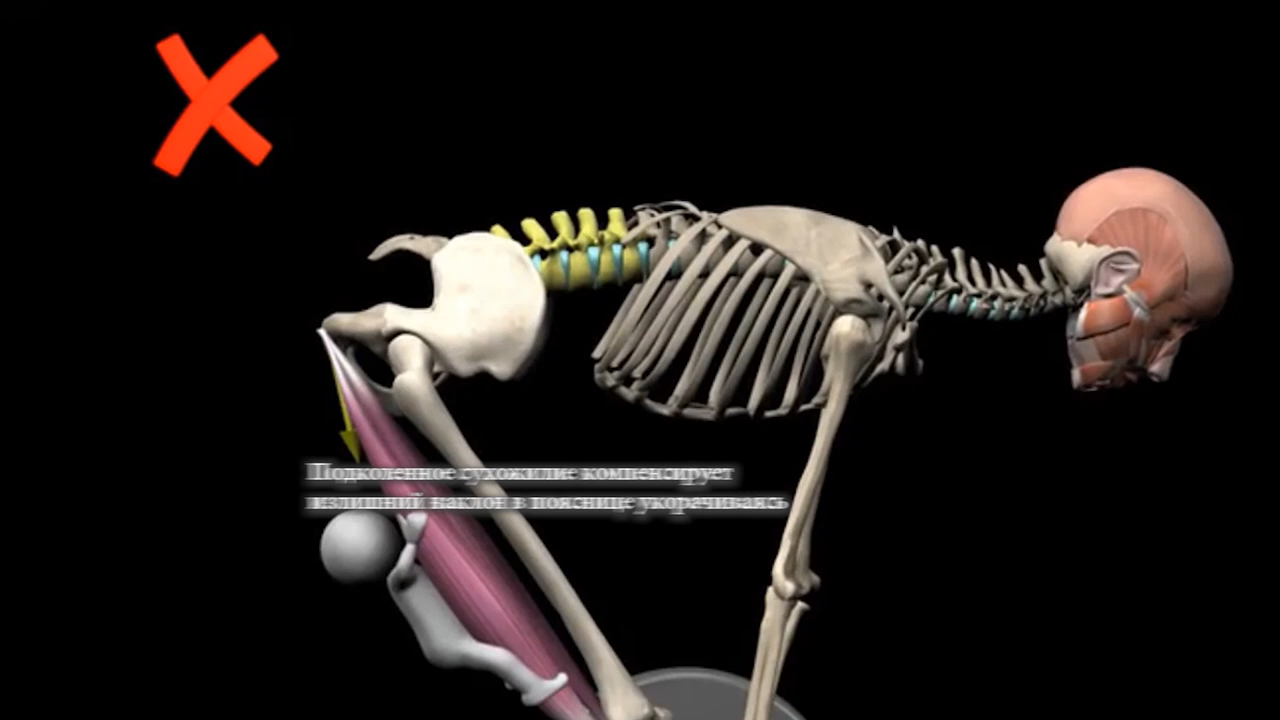 Подколенное сухожилие компенсирует
излишний наклон в пояснице укорачиваясь